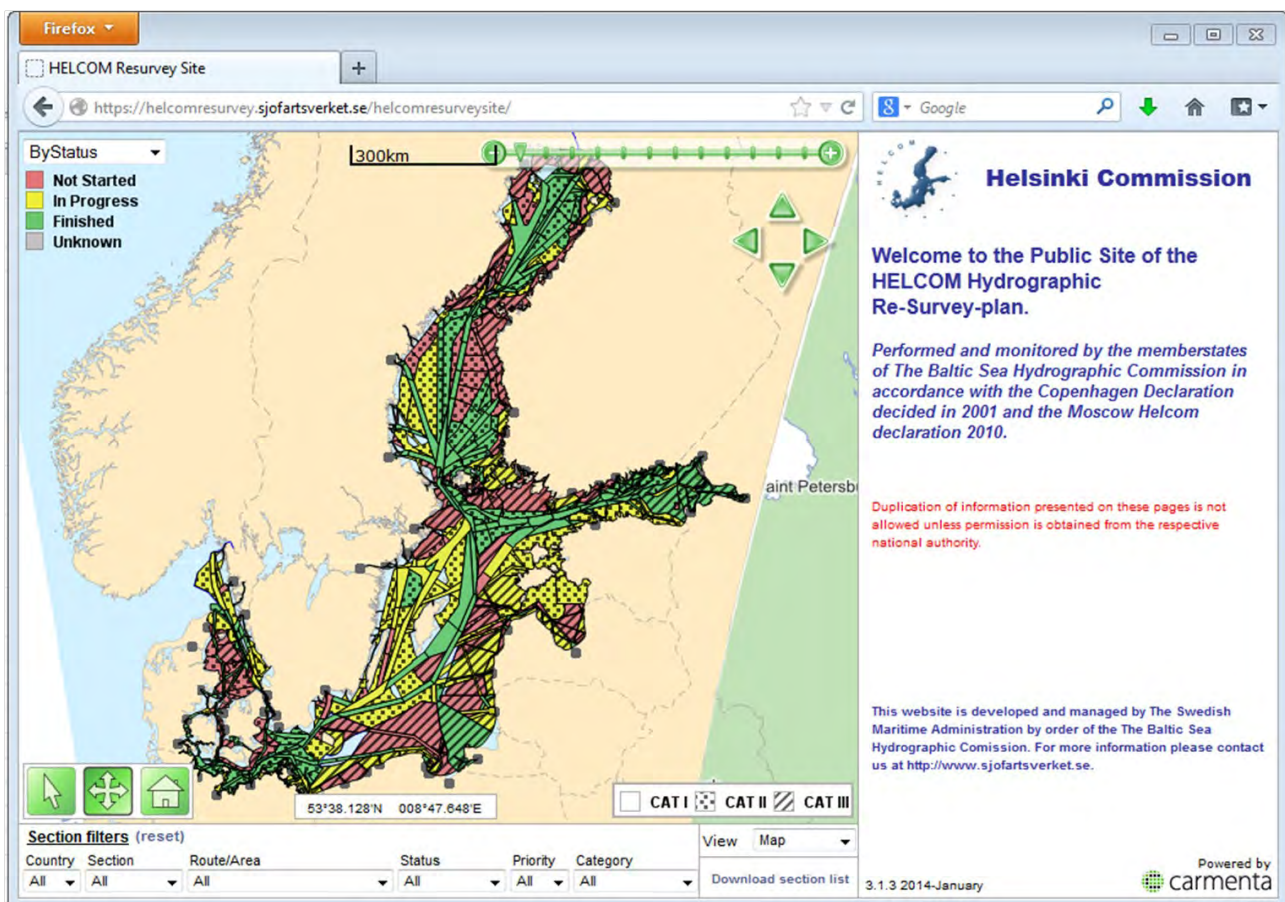 Firefox
HELCOM Resurvey Site
https://helcomresurvey.sjofartsverket.se/helcomresurveysite/
Google
ByStatus
Not Started
In Progress
Finished
Unknown
300km
aint Petersbu
53°38.128'N 008°47.648'E
CAT I CAT II CAT III
Section filters (reset)
Country Section Route/Area Status Priority Category
All All All All All All
View Map
Download section list
HELCOM
Helsinki Commission
Welcome to the Public Site of the
HELCOM Hydrographic
Re-Survey-plan.
Performed and monitored by the memberstates
of The Baltic Sea Hydrographic Commission in
accordance with the Copenhagen Declaration
decided in 2001 and the Moscow Helcom
declaration 2010.
Duplication of information presented on these pages is not
allowed unless permission is obtained from the respective
national authority.
This website is developed and managed by The Swedish
Maritime Administration by order of the The Baltic Sea
Hydrographic Comission. For more information please contact
us at http://www.sjofartsverket.se.
3.1.3 2014-January
Powered by
carmenta